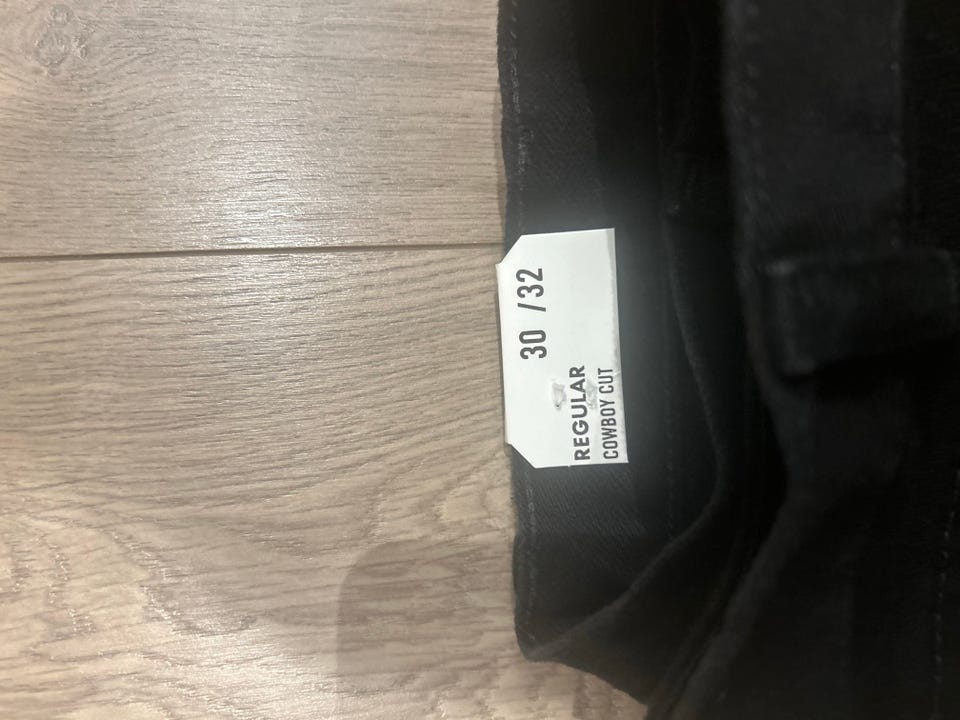 30 /32
REGULAR
COWBOY CUT